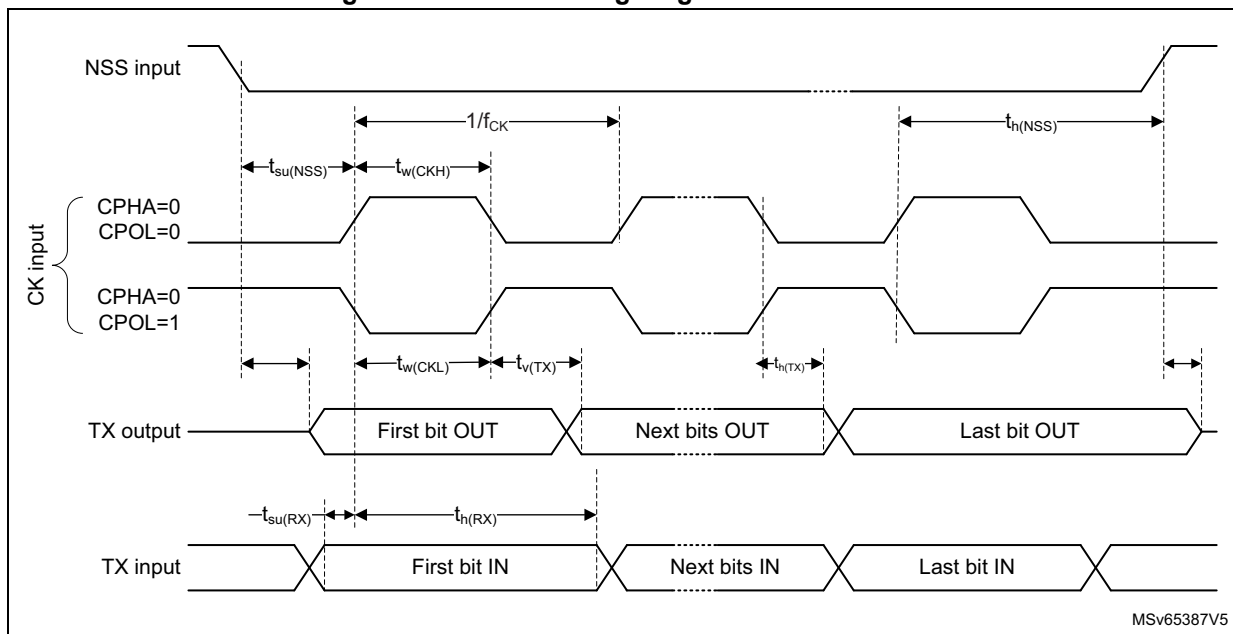 NSS input
1/fCK
th(NSS)
tsu(NSS)
tw(CKH)
CK input
CPHA=0
CPOL=0
CPHA=0
CPOL=1
tw(CKL)
tv(TX)
th(TX)
TX output
First bit OUT
Next bits OUT
Last bit OUT
tsu(RX)
th(RX)
TX input
First bit IN
Next bits IN
Last bit IN
MSv65387V5